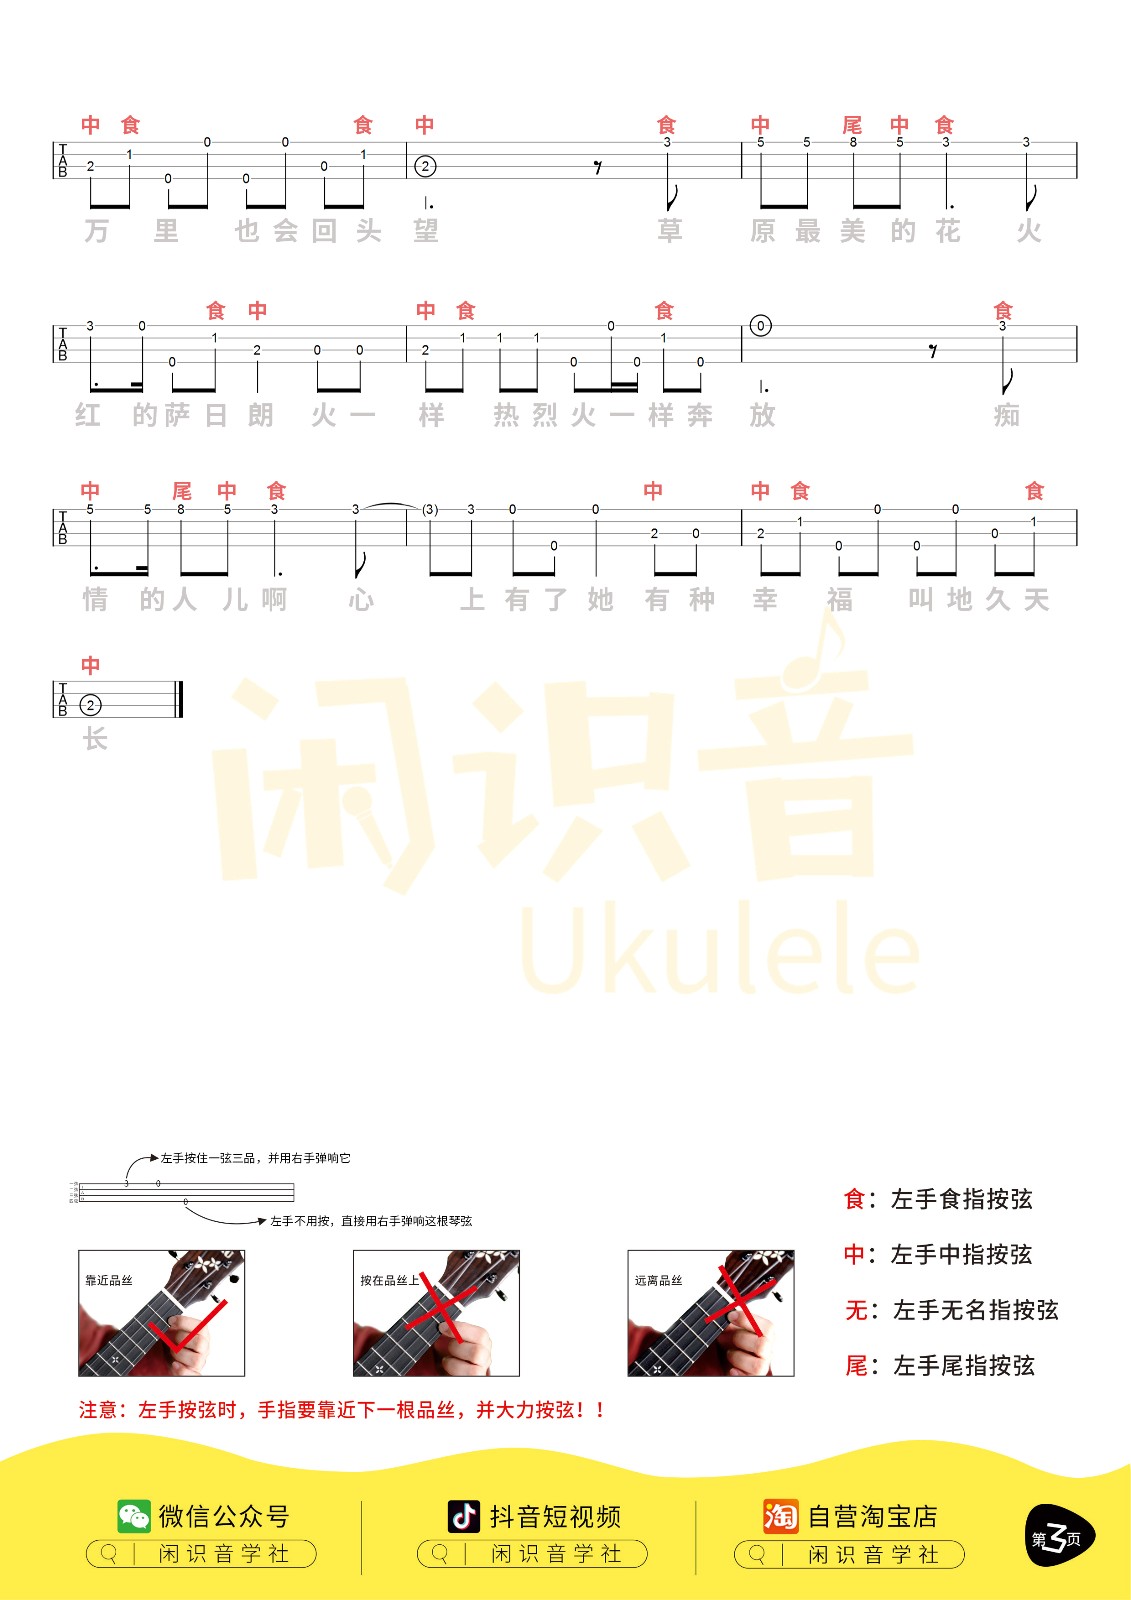 中 食 食 中 食 中 尾 中 食
T A B 2 1 0 0 0 0 0 1 2 3 5 5 8 5 3 3
万 里 也 会 回 头 望 草 原 最 美 的 花 火
食 中 中 食 食 食
T A B 3 0 0 1 2 0 0 2 1 1 1 0 0 0 1 0 0 3
红 的 萨 日 朗 火 一 样 热 烈 火 一 样 奔 放 痴
中 尾 中 食 中 中 食 食
T A B 5 5 8 5 3 3 (3) 3 0 0 0 2 0 2 1 0 0 0 0 0 1
情 的 人 儿 啊 心 上 有 了 她 有 种 幸 福 叫 地 久 天
中
T A B 2
长
闲识音
Ukulele
左手按住一弦三品，并用右手弹响它
3 0 0
左手不用按，直接用右手弹响这根琴弦
靠近品丝 按在品丝上 远离品丝
食：左手食指按弦
中：左手中指按弦
无：左手无名指按弦
尾：左手尾指按弦
注意：左手按弦时，手指要靠近下一根品丝，并大力按弦！！
微信公众号 抖音短视频 淘 自营淘宝店
闲识音学社 闲识音学社 闲识音学社
第3页